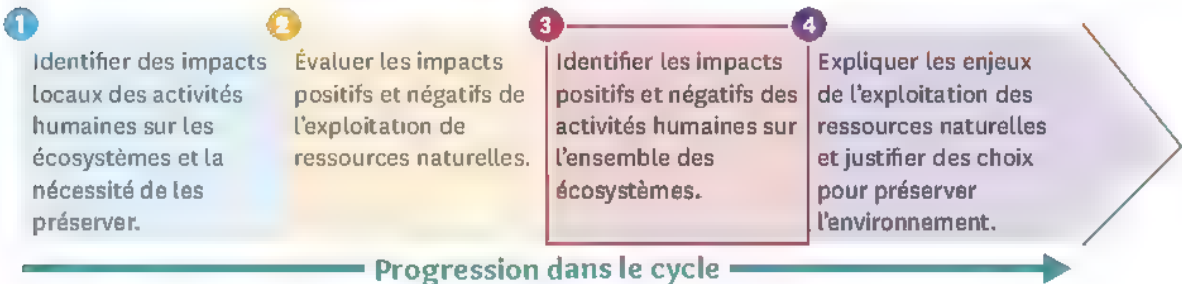 1
Identifier des impacts
locaux des activités
humaines sur les
écosystèmes et la
nécessité de les
préserver.
2
Évaluer les impacts
positifs et négatifs de
l'exploitation de
ressources naturelles.
3
Identifier les impacts
positifs et négatifs des
activités humaines sur
l'ensemble des
écosystèmes.
4
Expliquer les enjeux
de l'exploitation des
ressources naturelles
et justifier des choix
pour préserver
l'environnement.
Progression dans le cycle